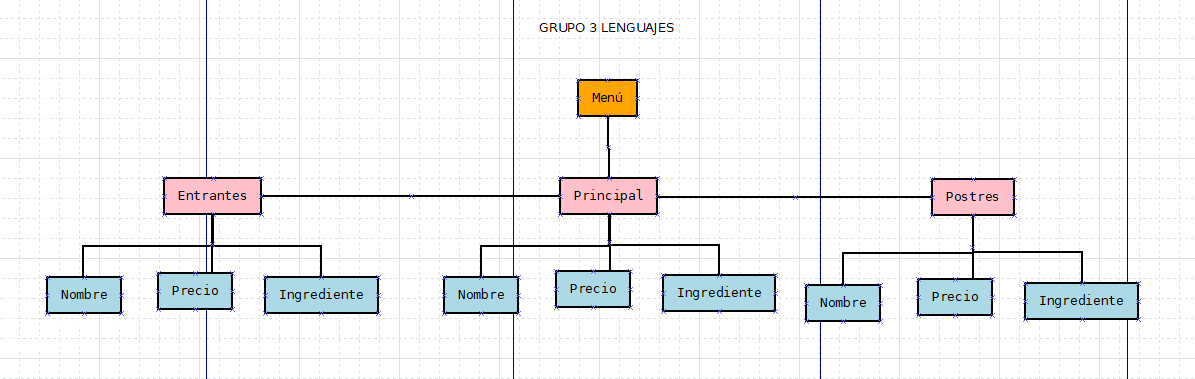 GRUPO 3 LENGUAJES
Menú
Entrantes
Principal
Postres
Nombre
Precio
Ingrediente
Nombre
Precio
Ingrediente
Nombre
Precio
Ingrediente